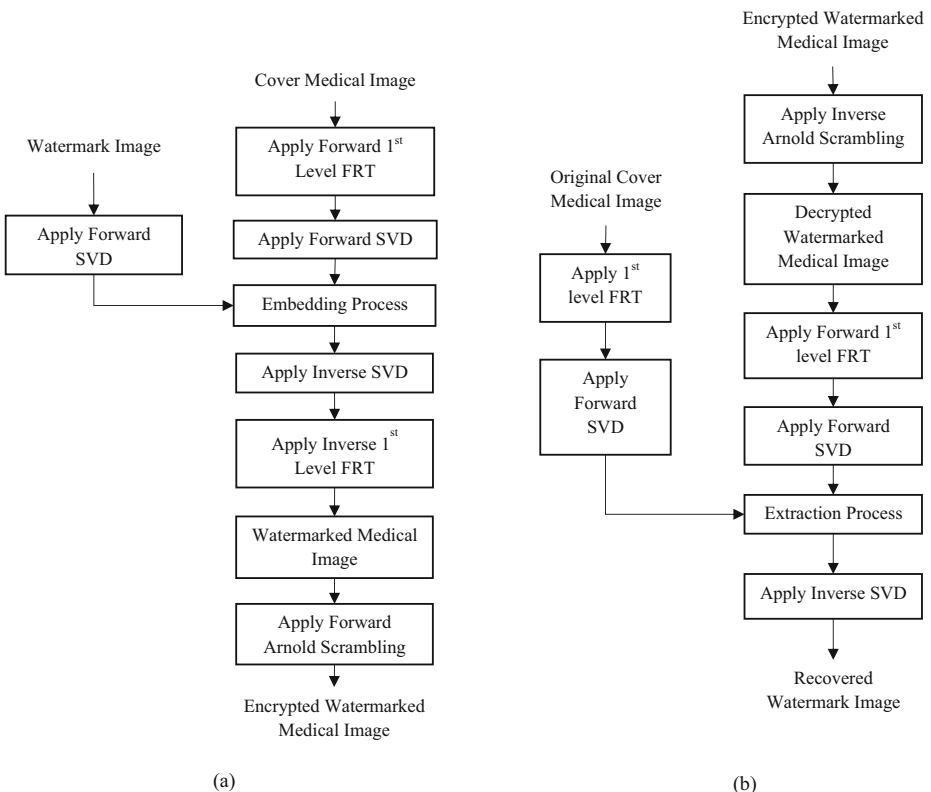 Cover Medical Image
Apply Forward 1st
Level FRT
Watermark Image
Apply Forward
SVD
Apply Forward SVD
Embedding Process
Apply Inverse SVD
Apply Inverse 1st
Level FRT
Watermarked Medical
Image
Apply Forward
Arnold Scrambling
Encrypted Watermarked
Medical Image
(a)
Encrypted Watermarked
Medical Image
Apply Inverse
Arnold Scrambling
Original Cover
Medical Image
Decrypted
Watermarked
Medical Image
Apply 1st
level FRT
Apply Forward 1st
level FRT
Apply
Forward
SVD
Apply Forward
SVD
Extraction Process
Apply Inverse SVD
Recovered
Watermark Image
(b)